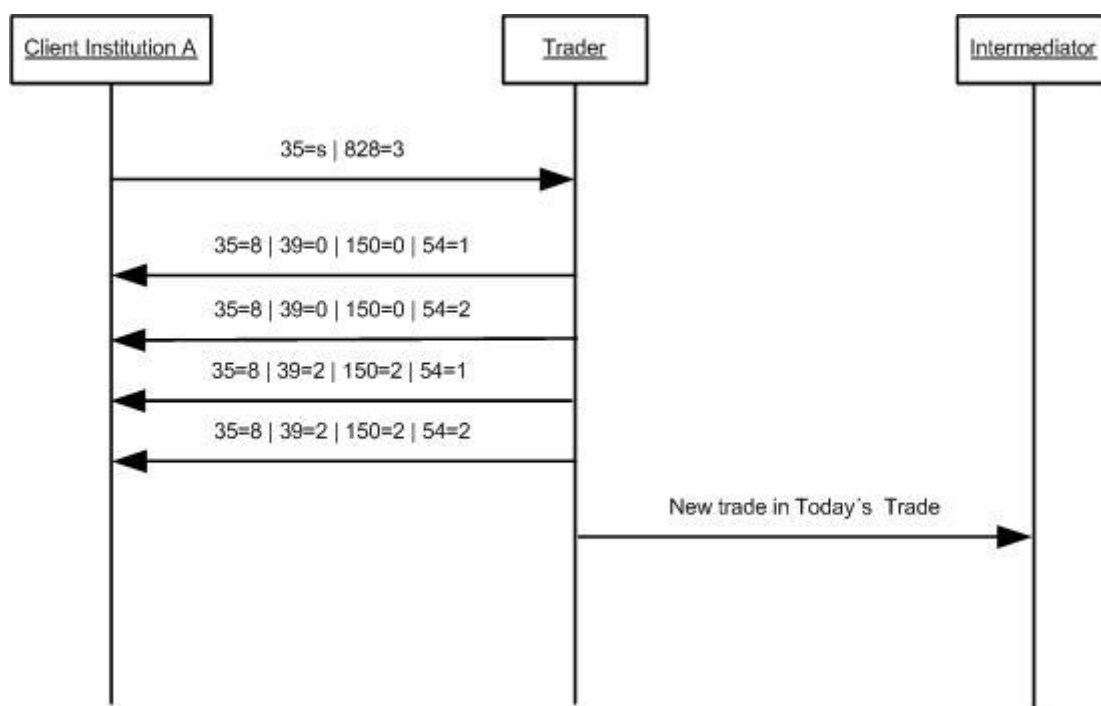 Client Institution A
Trader
Intermediator
35=s | 828=3
35=8 | 39=0 | 150=0 | 54=1
35=8 | 39=0 | 150=0 | 54=2
35=8 | 39=2 | 150=2 | 54=1
35=8 | 39=2 | 150=2 | 54=2
New trade in Today´s Trade